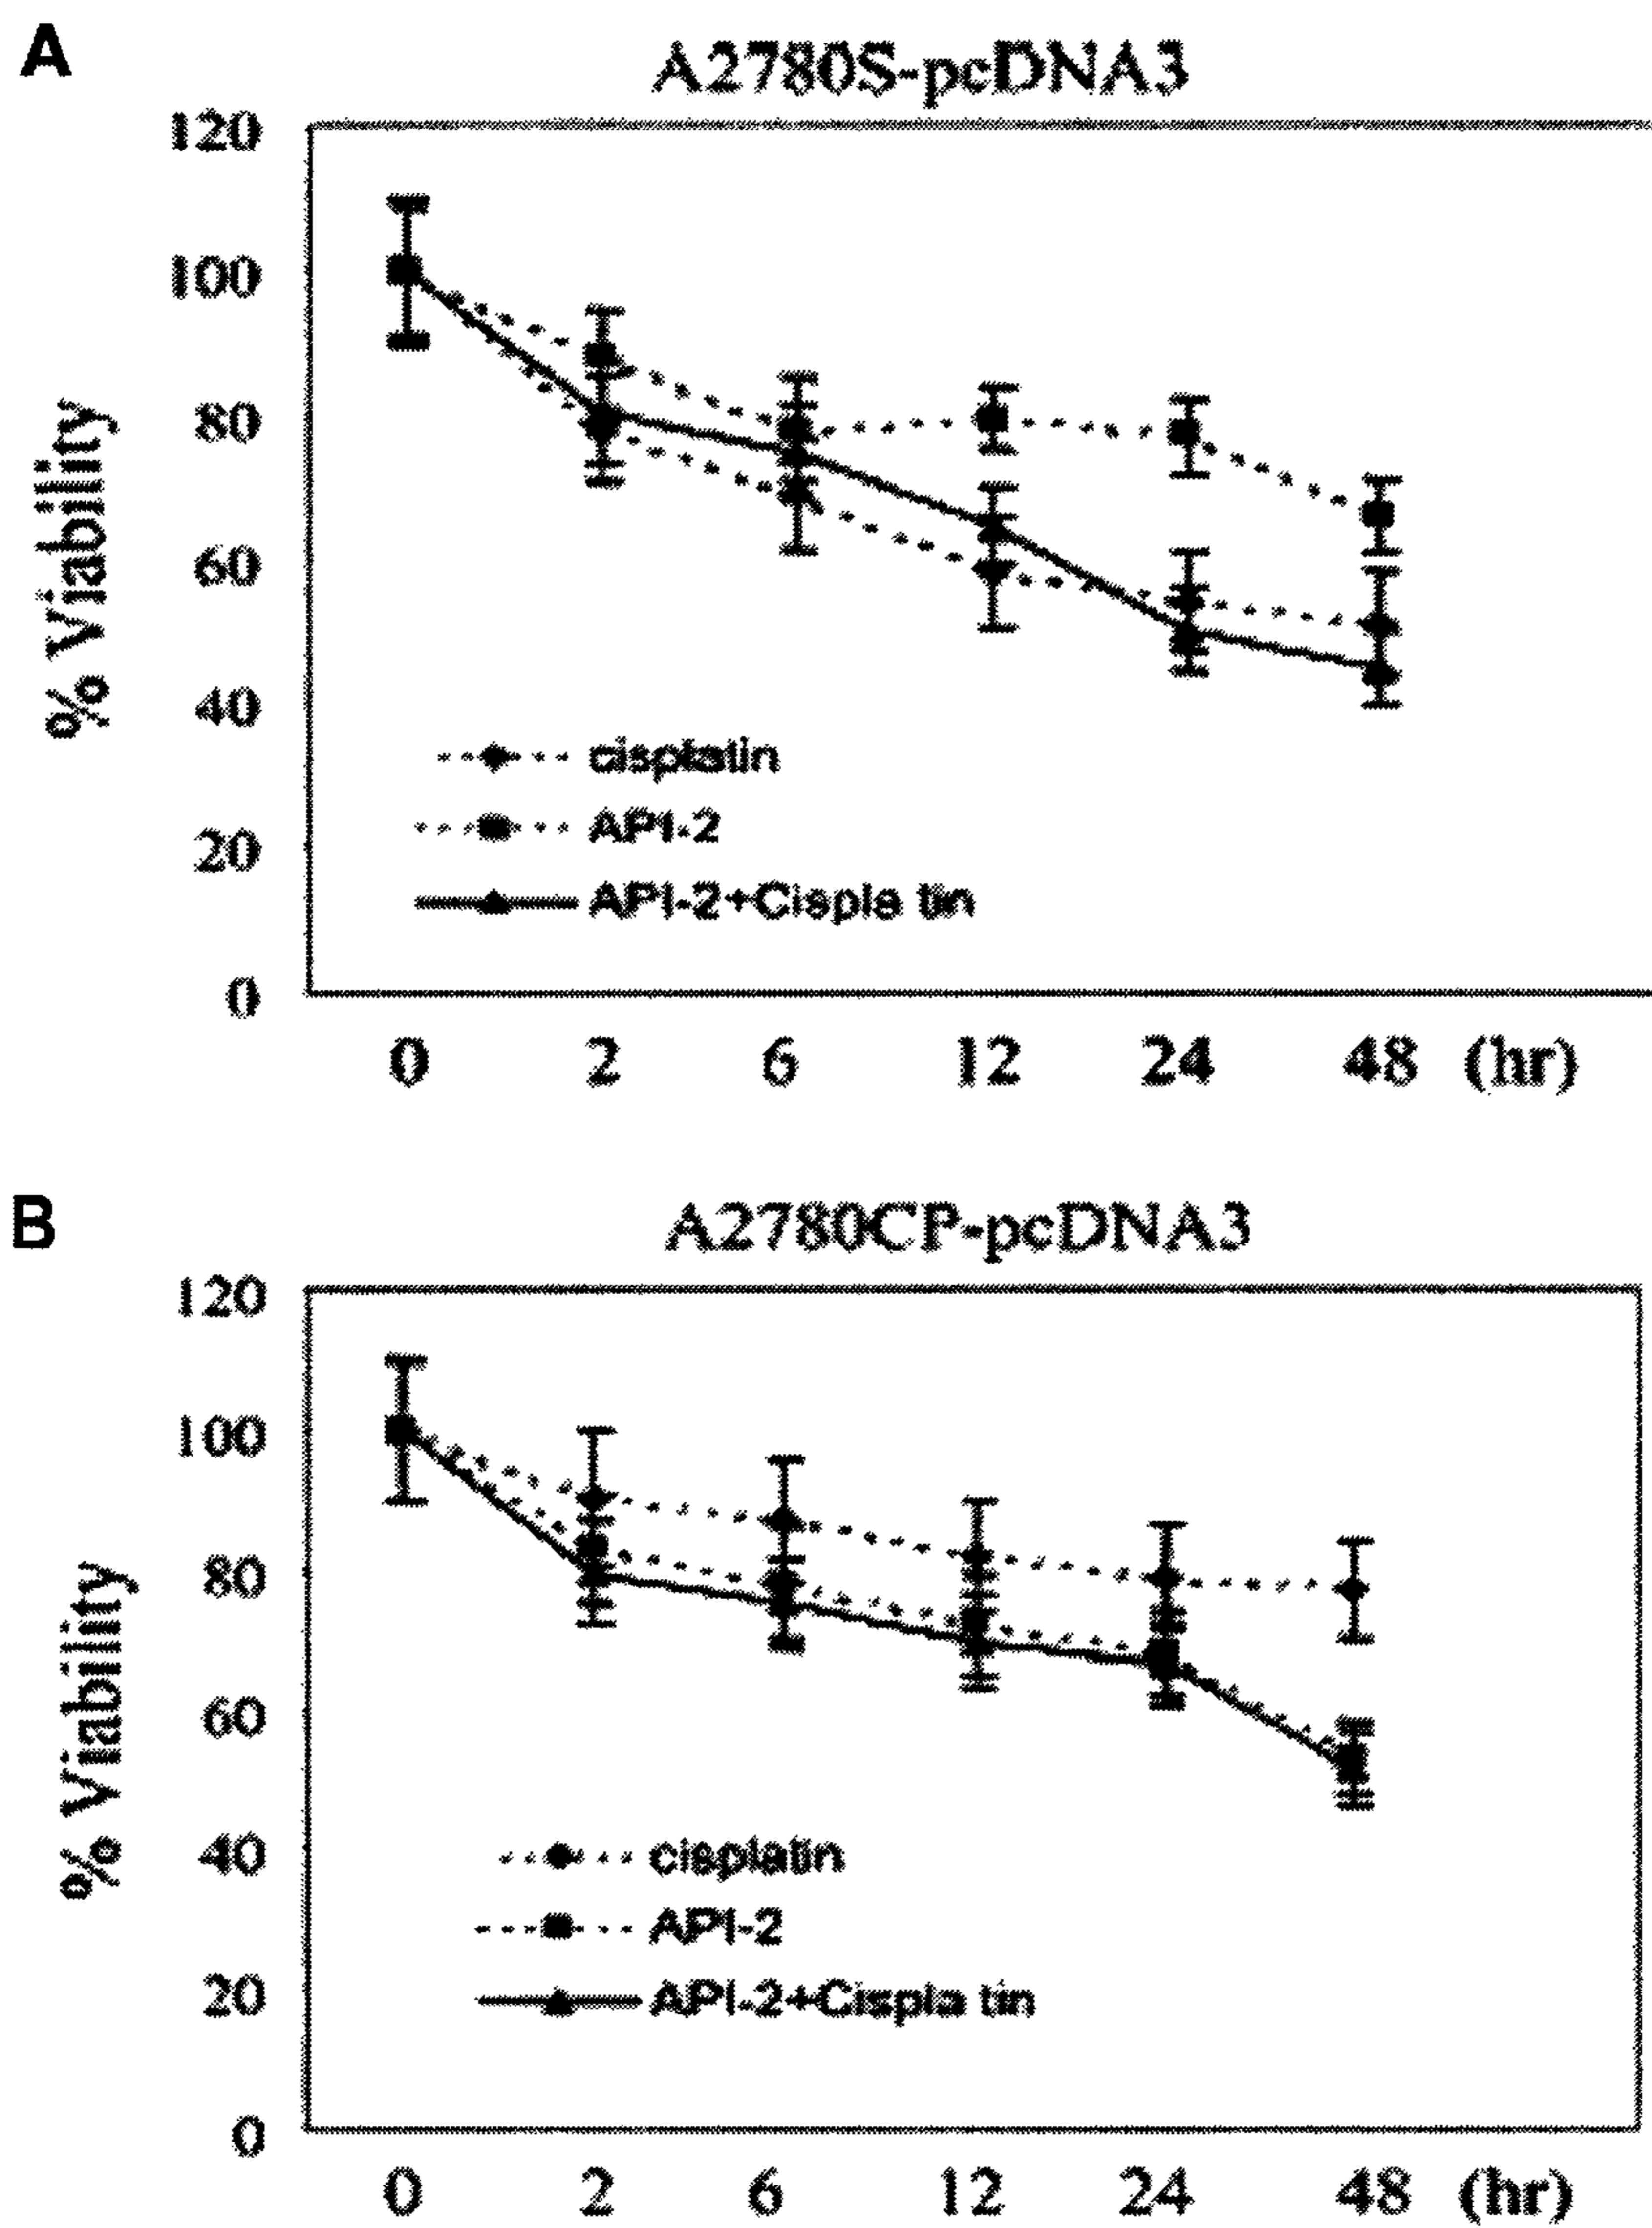 A
A2780S-pcDNA3
120
100
80
60
40
20
0
% Viability
cisplatin
API-2
API-2+Cispla tin
0 2 6 12 24 48 (hr)
B
A2780CP-pcDNA3
120
100
80
60
40
20
0
% Viability
cisplatin
API-2
API-2+Cispla tin
0 2 6 12 24 48 (hr)